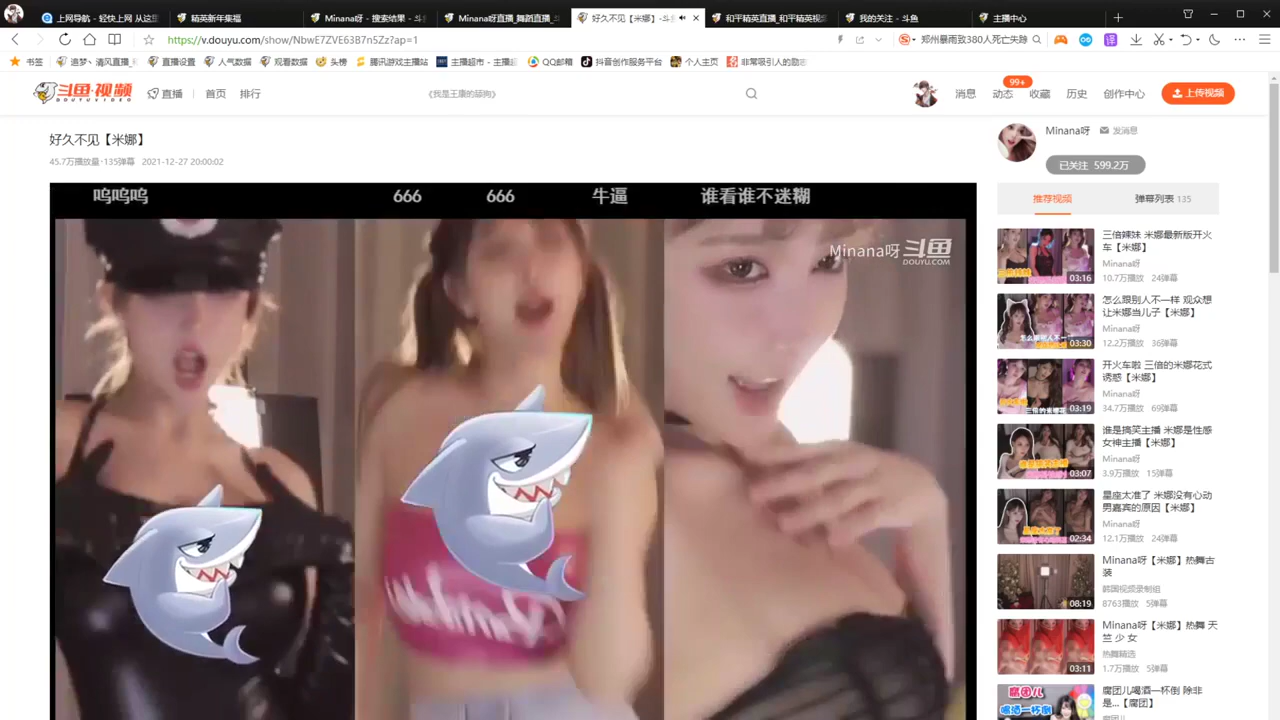 上网导航 - 轻快上网 从这里
精英新年集福
Minana呀 - 搜索结果 - 斗鱼
Minana呀直播_舞蹈直播_斗
好久不见【米娜】-斗
和平精英直播_和平精英视频
我的关注 - 斗鱼
主播中心
https://v.douyu.com/show/NbwE7ZVE63B7n5Zz?ap=1
郑州暴雨致380人死亡失踪
译
书签
追梦丶清风直播_
直播设置
人气数据
观看数据
头榜
腾讯游戏主播站
主播超市 - 主播
QQ邮箱
抖音创作服务平台
个人主页
非常吸引人的励志
斗鱼·视频
DOUYUVIDEO
直播
首页
排行
《我是王康的舔狗》
消息
99+
动态
收藏
历史
创作中心
上传视频
好久不见【米娜】
45.7万播放量·135弹幕 2021-12-27 20:00:02
呜呜呜
666
666
牛逼
谁看谁不迷糊
Minana呀 斗鱼
DOUYU.COM
Minana呀
发消息
已关注 599.2万
推荐视频
弹幕列表 135
三倍辣妹 米娜最新版开火
车【米娜】
Minana呀
10.7万播放 24弹幕
03:16
怎么跟别人不一样 观众想
让米娜当儿子【米娜】
Minana呀
12.2万播放 36弹幕
03:30
开火车啦 三倍的米娜花式
诱惑【米娜】
Minana呀
34.7万播放 69弹幕
03:19
谁是搞笑主播 米娜是性感
女神主播【米娜】
Minana呀
3.9万播放 15弹幕
03:07
星座太准了 米娜没有心动
男嘉宾的原因【米娜】
Minana呀
12.1万播放 24弹幕
02:34
Minana呀【米娜】热舞古
装
韩国视频录制组
8763播放 5弹幕
08:19
Minana呀【米娜】热舞 天
竺 少 女
热舞精选
1.7万播放 5弹幕
03:11
腐团儿喝酒一杯倒 除非
是...【腐团】
腐团儿
喝酒一杯倒